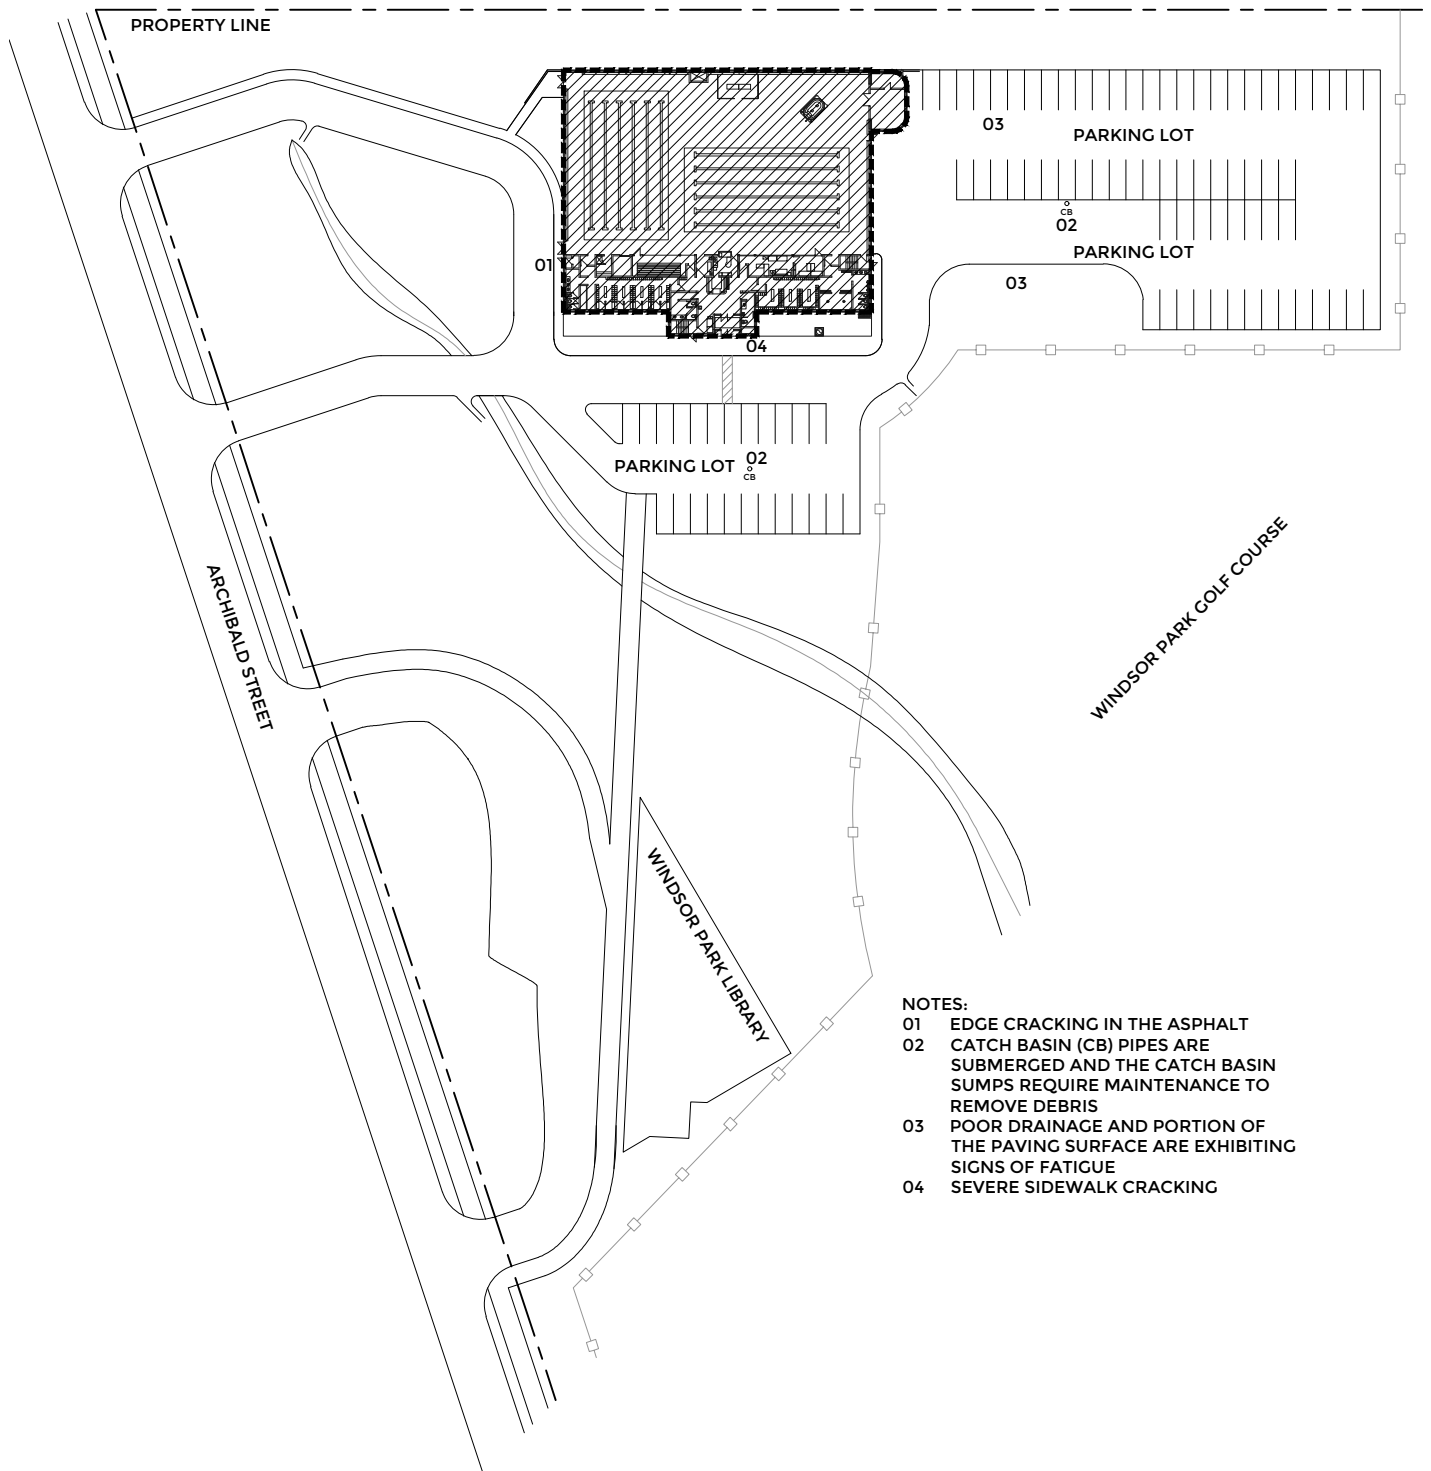 PROPERTY LINE
03
PARKING LOT
CB
02
PARKING LOT
01
03
04
PARKING LOT
02
CB
ARCHIBALD STREET
WINDSOR PARK GOLF COURSE
WINDSOR PARK LIBRARY
NOTES:
01 EDGE CRACKING IN THE ASPHALT
02 CATCH BASIN (CB) PIPES ARE
SUBMERGED AND THE CATCH BASIN
SUMPS REQUIRE MAINTENANCE TO
REMOVE DEBRIS
03 POOR DRAINAGE AND PORTION OF
THE PAVING SURFACE ARE EXHIBITING
SIGNS OF FATIGUE
04 SEVERE SIDEWALK CRACKING